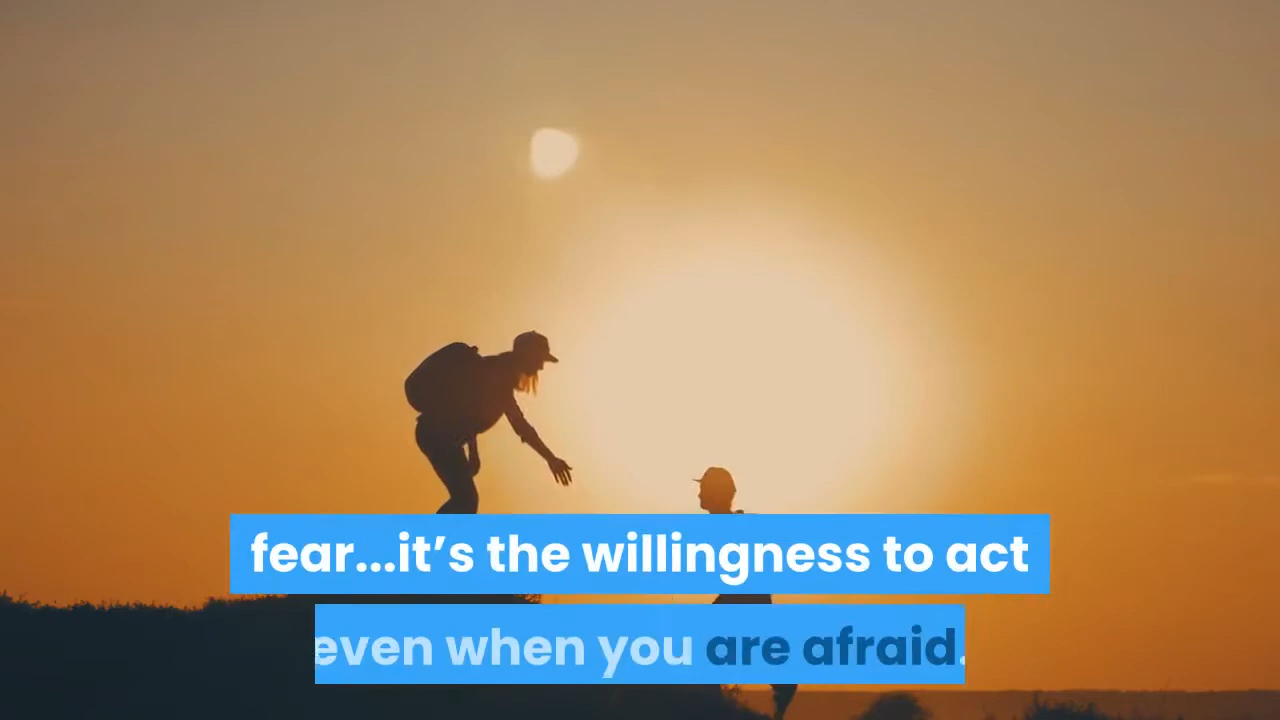 fear...it’s the willingness to act
even when you are afraid.